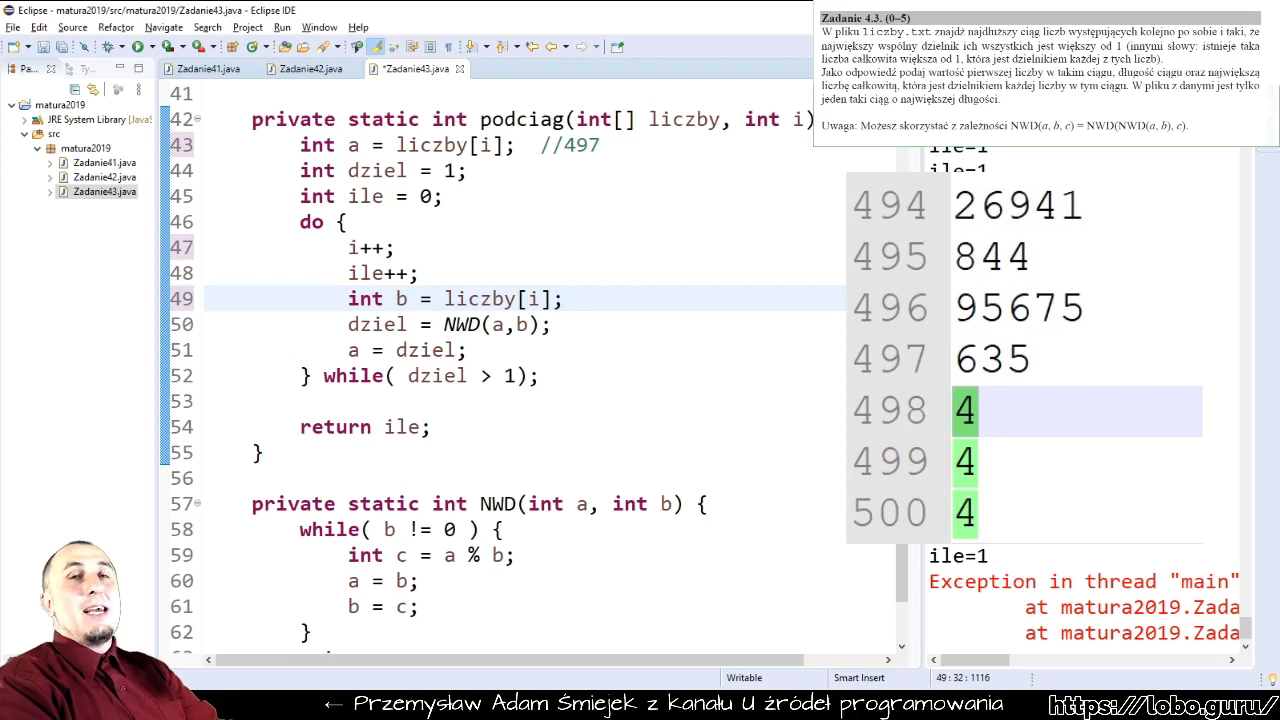 eclipse - matura2019/src/matura2019/Zadanie43.java - Eclipse IDE
File Edit Source Refactor Navigate Search Project Run Window Help
Pa...
Ty...
matura2019
JRE System Library [JavaS
src
matura2019
Zadanie41.java
Zadanie42.java
Zadanie43.java
Zadanie41.java
Zadanie42.java
*Zadanie43.java
41
42 private static int podciag(int[] liczby, int i)
43 int a = liczby[i]; //497
44 int dziel = 1;
45 int ile = 0;
46 do {
47 i++;
48 ile++;
49 int b = liczby[i];
50 dziel = NWD(a,b);
51 a = dziel;
52 } while( dziel > 1);
53
54 return ile;
55 }
56
57 private static int NWD(int a, int b) {
58 while( b != 0 ) {
59 int c = a % b;
60 a = b;
61 b = c;
62 }
Zadanie 4.3. (0–5)
W pliku liczby.txt znajdź najdłuższy ciąg liczb występujących kolejno po sobie i taki, że
największy wspólny dzielnik ich wszystkich jest większy od 1 (innymi słowy: istnieje taka
liczba całkowita większa od 1, która jest dzielnikiem każdej z tych liczb).
Jako odpowiedź podaj wartość pierwszej liczby w takim ciągu, długość ciągu oraz największą
liczbę całkowitą, która jest dzielnikiem każdej liczby w tym ciągu. W pliku z danymi jest tylko
jeden taki ciąg o największej długości.
Uwaga: Możesz skorzystać z zależności NWD(a, b, c) = NWD(NWD(a, b), c).
ile=1
ile=1
494 26941
495 844
496 95675
497 635
498 4
499 4
500 4
ile=1
Exception in thread "main"
at matura2019.Zada
at matura2019.Zada
Writable
Smart Insert
49 : 32 : 1116
← Przemysław Adam Śmiejek z kanału U źródeł programowania
https://lobo.guru/